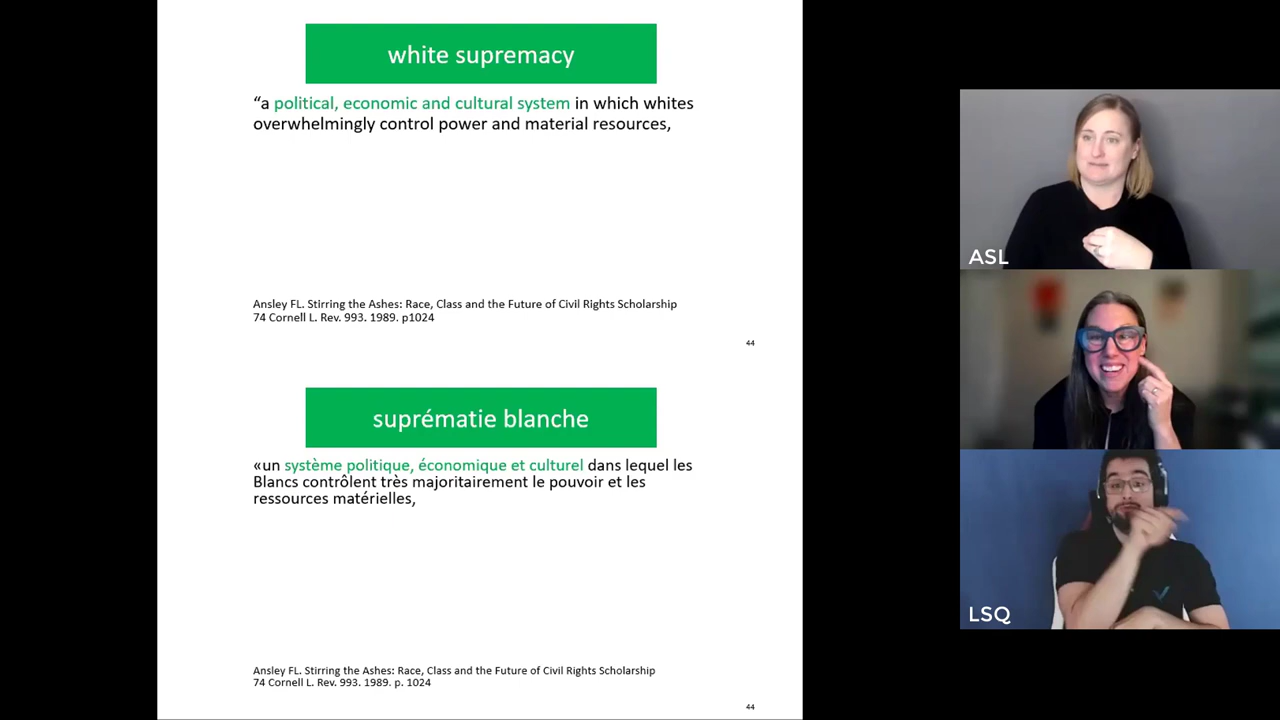 white supremacy
“a political, economic and cultural system in which whites
overwhelmingly control power and material resources,
Ansley FL. Stirring the Ashes: Race, Class and the Future of Civil Rights Scholarship
74 Cornell L. Rev. 993. 1989. p1024
44
suprématie blanche
«un système politique, économique et culturel dans lequel les
Blancs contrôlent très majoritairement le pouvoir et les
ressources matérielles,
Ansley FL. Stirring the Ashes: Race, Class and the Future of Civil Rights Scholarship
74 Cornell L. Rev. 993. 1989. p. 1024
44
ASL
LSQ